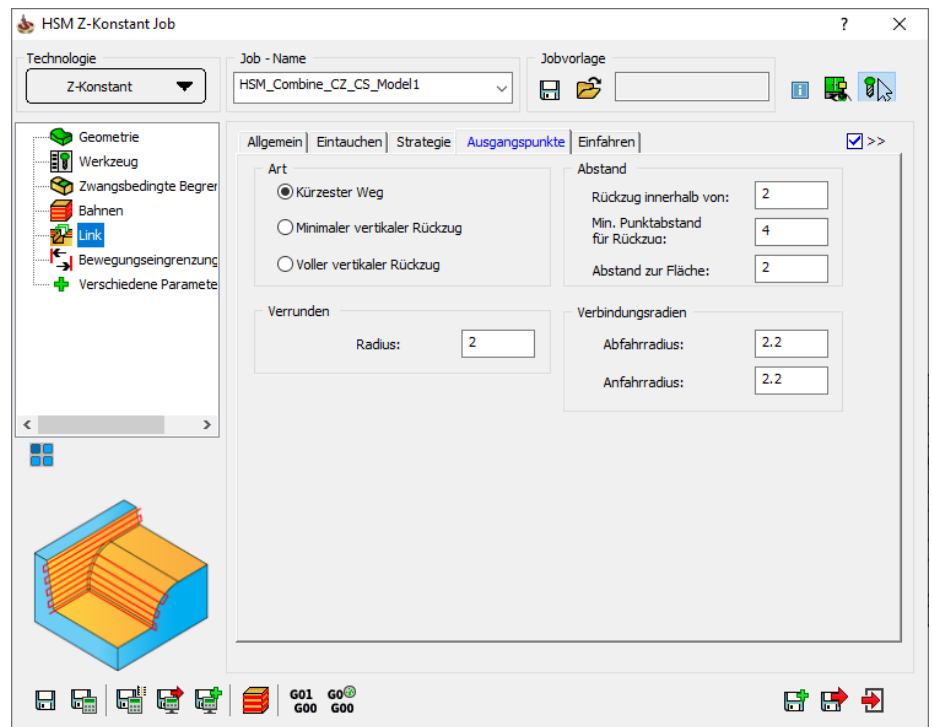 HSM Z-Konstant Job
?
Technologie
Z-Konstant
Job - Name
HSM_Combine_CZ_CS_Model1
Jobvorlage
Geometrie
Werkzeug
Zwangsbedingte Begrer
Bahnen
Link
Bewegungseingrenzung
Verschiedene Paramete
Allgemein Eintauchen Strategie Ausgangspunkte Einfahren >>
Art
Kürzester Weg
Minimaler vertikaler Rückzug
Voller vertikaler Rückzug
Abstand
Rückzug innerhalb von: 2
Min. Punktabstand
für Rückzug: 4
Abstand zur Fläche: 2
Verrunden
Radius: 2
Verbindungsradien
Abfahrradius: 2.2
Anfahrradius: 2.2
G01 G0
G00 G00